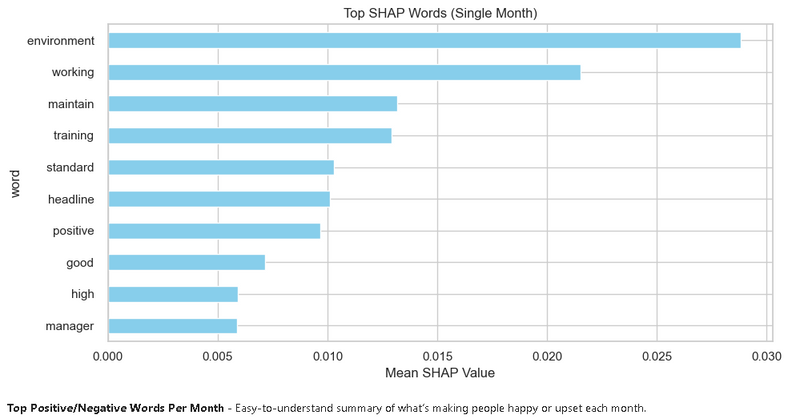 Top SHAP Words (Single Month)
environment
working
maintain
training
standard
headline
positive
good
high
manager
word
0.000 0.005 0.010 0.015 0.020 0.025 0.030
Mean SHAP Value
Top Positive/Negative Words Per Month - Easy-to-understand summary of what's making people happy or upset each month.